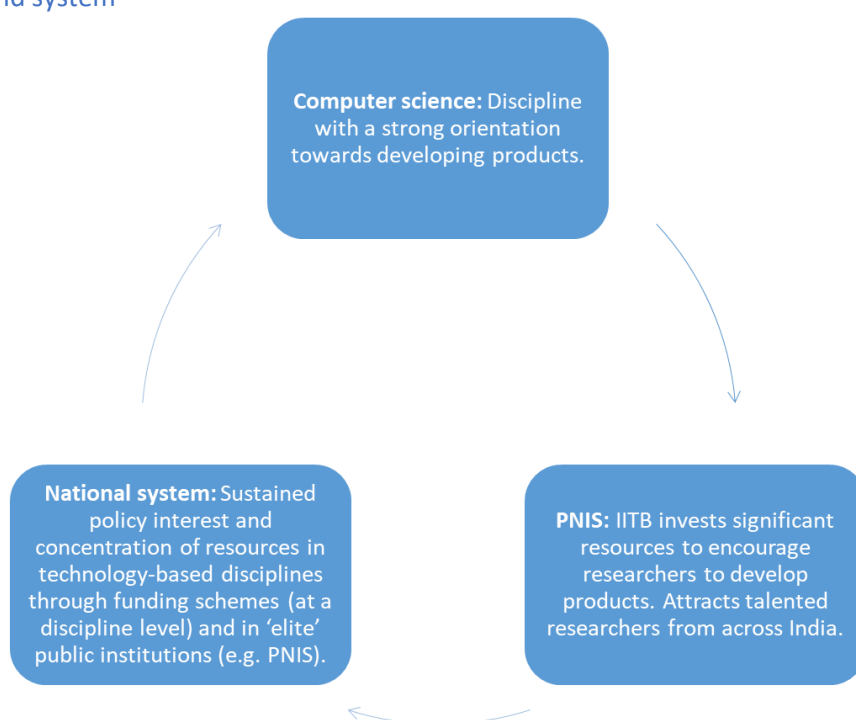 system
Computer science: Discipline
with a strong orientation
towards developing products.
National system: Sustained
policy interest and
concentration of resources in
technology-based disciplines
through funding schemes (at a
discipline level) and in ‘elite’
public institutions (e.g. PNIS).
PNIS: IITB invests significant
resources to encourage
researchers to develop
products. Attracts talented
researchers from across India.